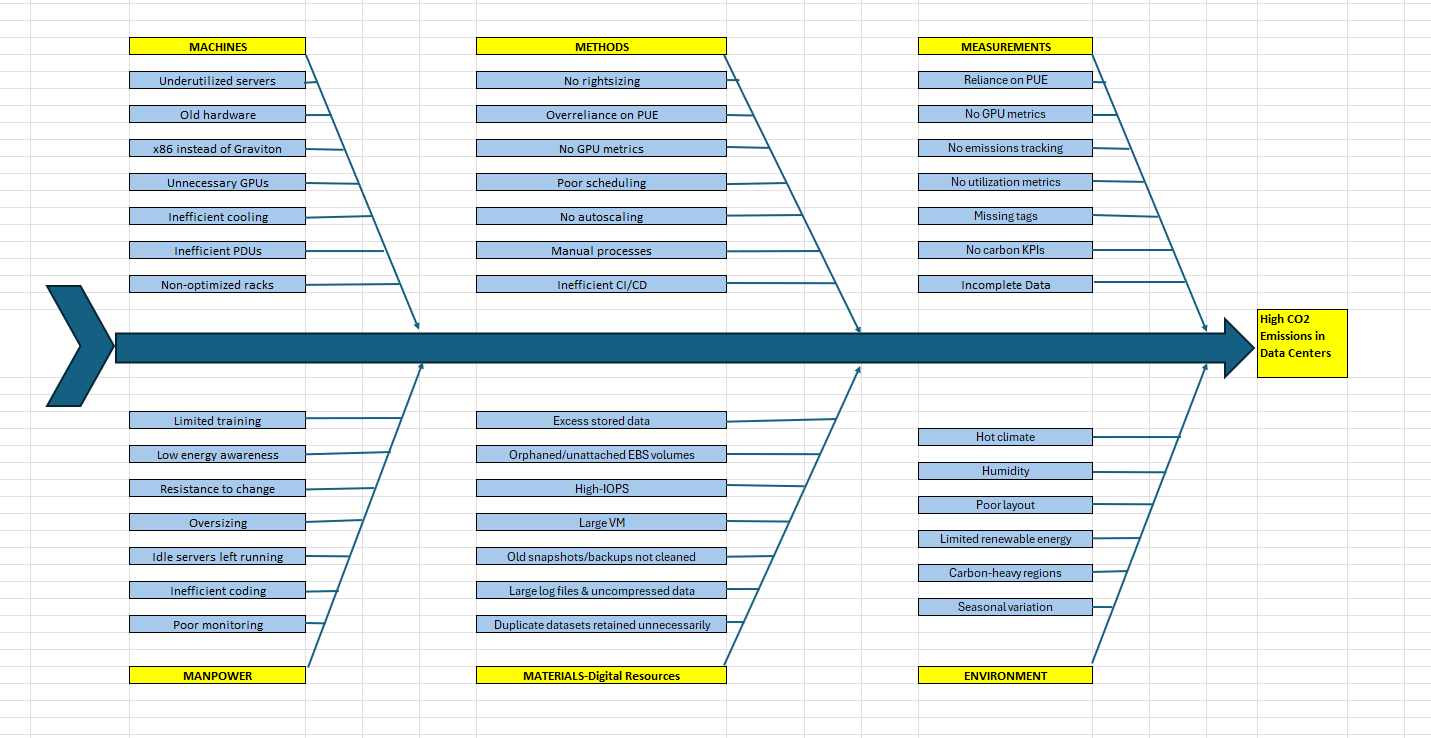 MACHINES
Underutilized servers
Old hardware
x86 instead of Graviton
Unnecessary GPUs
Inefficient cooling
Inefficient PDUs
Non-optimized racks
METHODS
No rightsizing
Overreliance on PUE
No GPU metrics
Poor scheduling
No autoscaling
Manual processes
Inefficient CI/CD
MEASUREMENTS
Reliance on PUE
No GPU metrics
No emissions tracking
No utilization metrics
Missing tags
No carbon KPIs
Incomplete Data
High CO2
Emissions in
Data Centers
Limited training
Low energy awareness
Resistance to change
Oversizing
Idle servers left running
Inefficient coding
Poor monitoring
MANPOWER
Excess stored data
Orphaned/unattached EBS volumes
High-IOPS
Large VM
Old snapshots/backups not cleaned
Large log files & uncompressed data
Duplicate datasets retained unnecessarily
MATERIALS-Digital Resources
Hot climate
Humidity
Poor layout
Limited renewable energy
Carbon-heavy regions
Seasonal variation
ENVIRONMENT